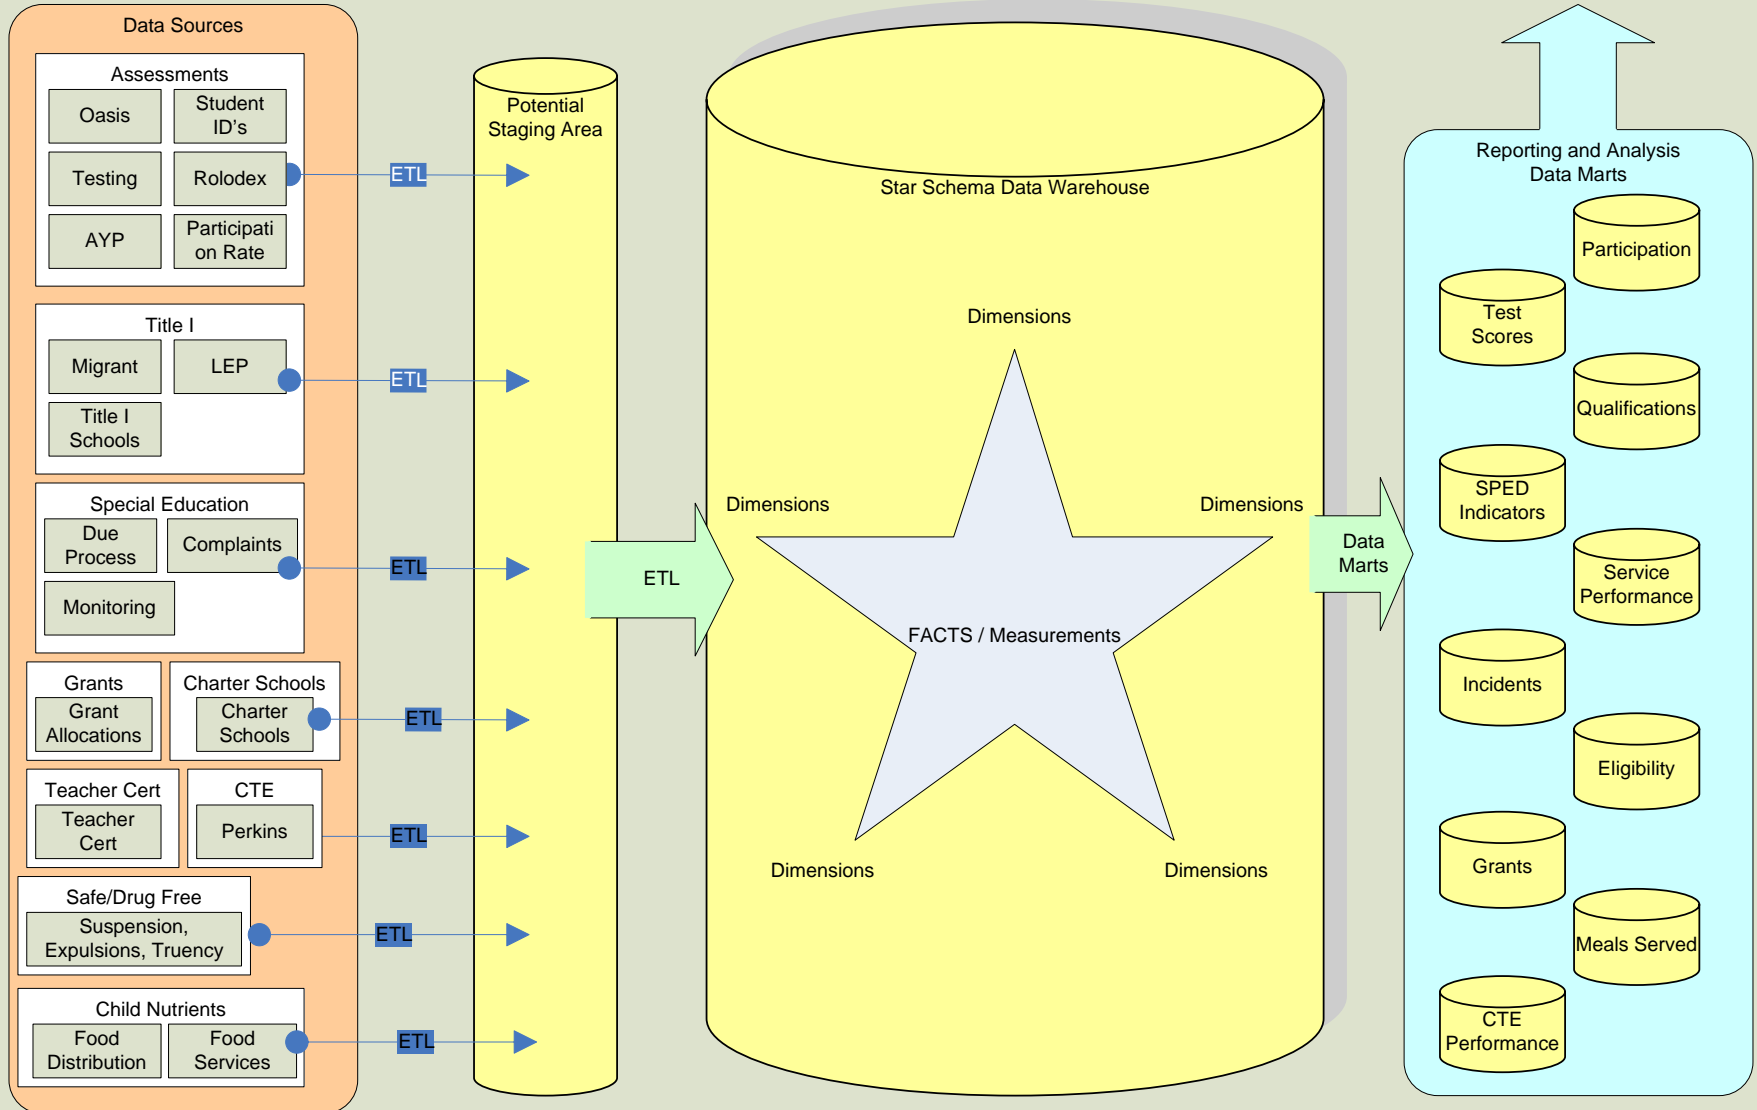 Data Sources
Assessments
Oasis
Student
ID's
Testing
Rolodex
AYP
Participati
on Rate
Title I
Migrant
LEP
Title I
Schools
Special Education
Due
Process
Complaints
Monitoring
Grants
Grant
Allocations
Charter Schools
Charter
Schools
Teacher Cert
Teacher
Cert
CTE
Perkins
Safe/Drug Free
Suspension,
Expulsions, Truency
Child Nutrients
Food
Distribution
Food
Services
ETL
ETL
ETL
ETL
ETL
ETL
ETL
Potential
Staging Area
ETL
Star Schema Data Warehouse
Dimensions
Dimensions
Dimensions
FACTS / Measurements
Dimensions
Dimensions
Data
Marts
Reporting and Analysis
Data Marts
Participation
Test
Scores
Qualifications
SPED
Indicators
Service
Performance
Incidents
Eligibility
Grants
Meals Served
CTE
Performance